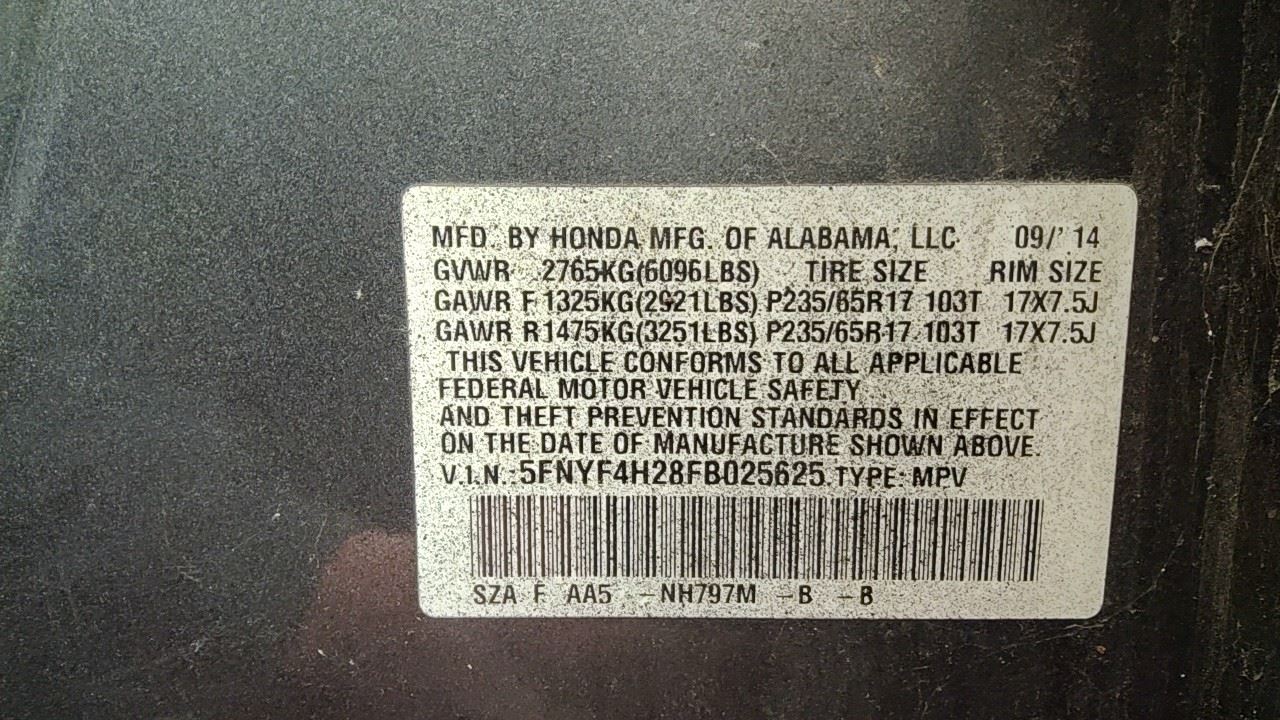 MFD. BY HONDA MFG. OF ALABAMA, LLC 09/'14
GVWR 2765KG(6096LBS) TIRE SIZE RIM SIZE
GAWR F 1325KG(2921LBS) P235/65R17 103T 17X7.5J
GAWR R1475KG(3251LBS) P235/65R17 103T 17X7.5J
THIS VEHICLE CONFORMS TO ALL APPLICABLE
FEDERAL MOTOR VEHICLE SAFETY
AND THEFT PREVENTION STANDARDS IN EFFECT
ON THE DATE OF MANUFACTURE SHOWN ABOVE.
V.I.N.: 5FNYF4H28FB025625 TYPE: MPV
SZA F AA5 -NH797M -B -B